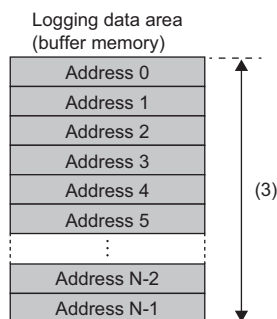 Logging data area
(buffer memory)
Address 0
Address 1
Address 2
Address 3
Address 4
Address 5
(3)
⋮
Address N-2
Address N-1